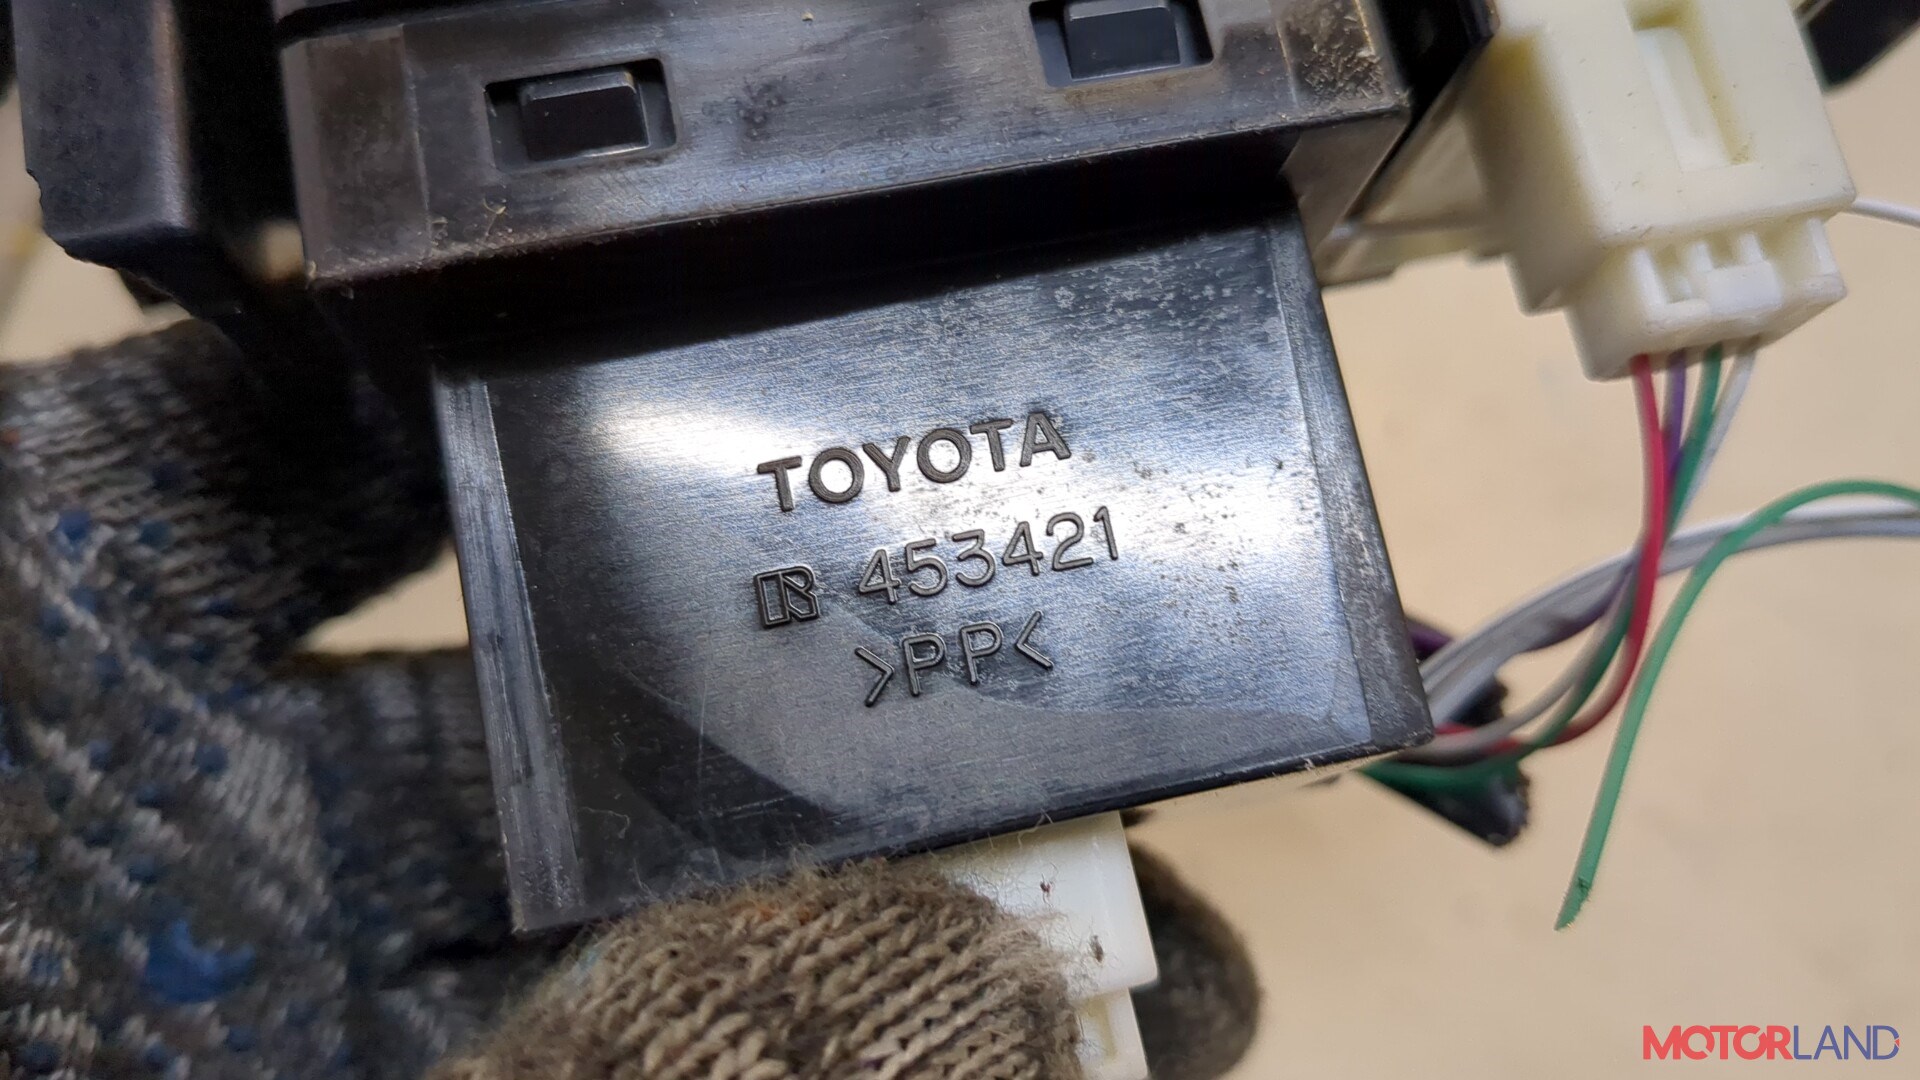 TOYOTA
R 453421
>PP<
MOTORLAND